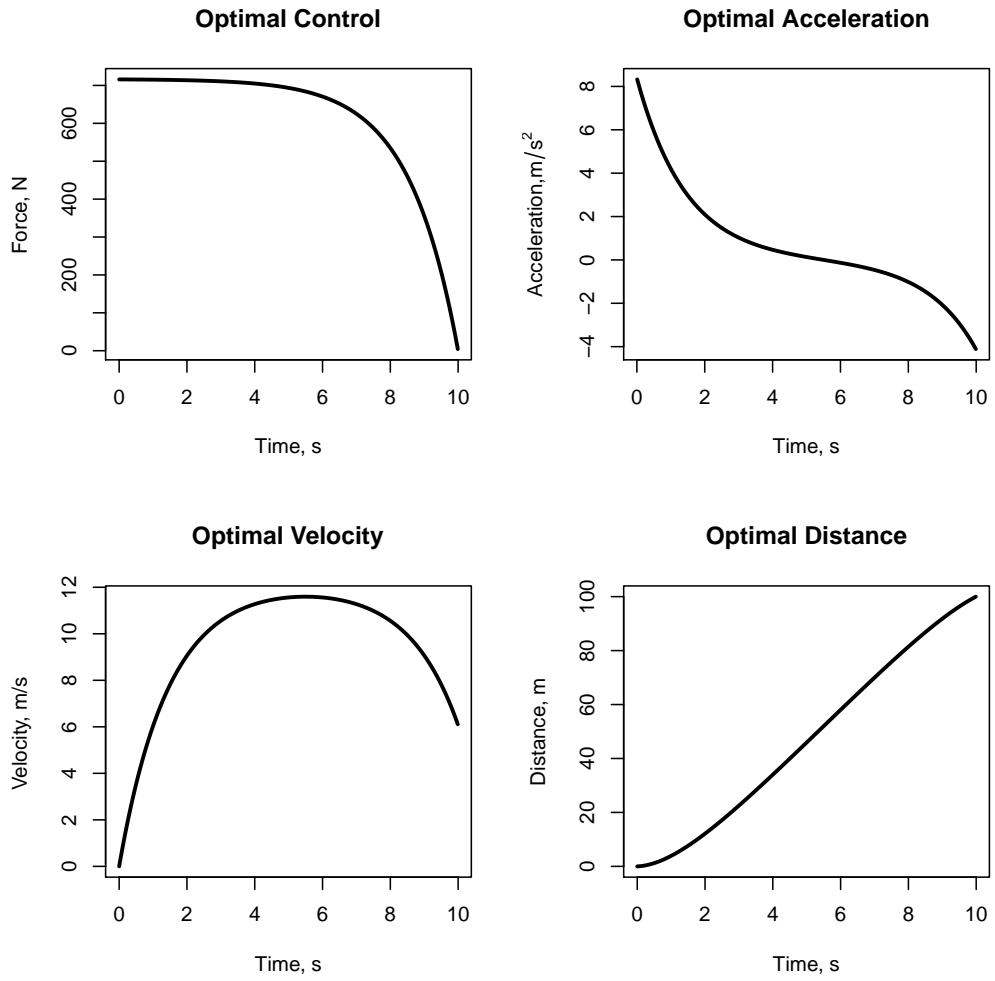 Optimal Control
Force, N
0
200
400
600
0 2 4 6 8 10
Time, s
Optimal Acceleration
Acceleration,m/s²
−4
−2
0
2
4
6
8
0 2 4 6 8 10
Time, s
Optimal Velocity
Velocity, m/s
0
2
4
6
8
10
12
0 2 4 6 8 10
Time, s
Optimal Distance
Distance, m
0
20
40
60
80
100
0 2 4 6 8 10
Time, s